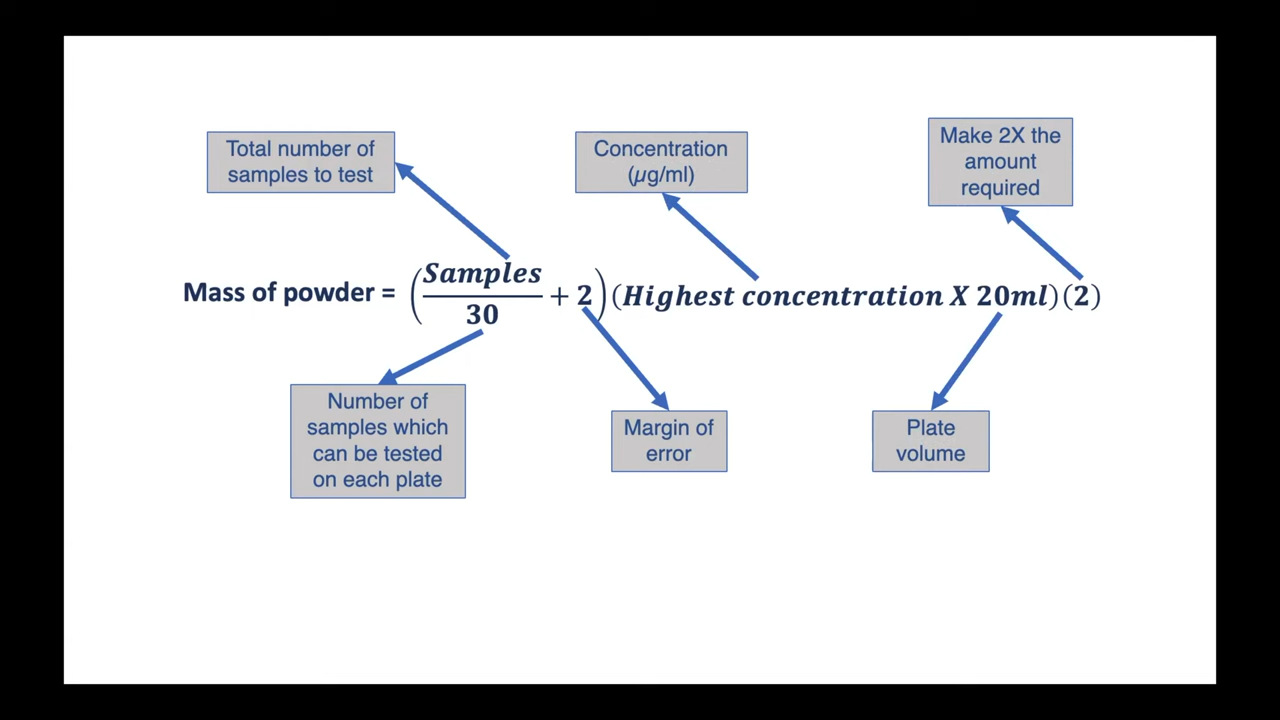 Total number of
samples to test
Concentration
(µg/ml)
Make 2X the
amount
required
Mass of powder = (Samples/30 + 2)(Highest concentration X 20ml)(2)
Number of
samples which
can be tested
on each plate
Margin of
error
Plate
volume